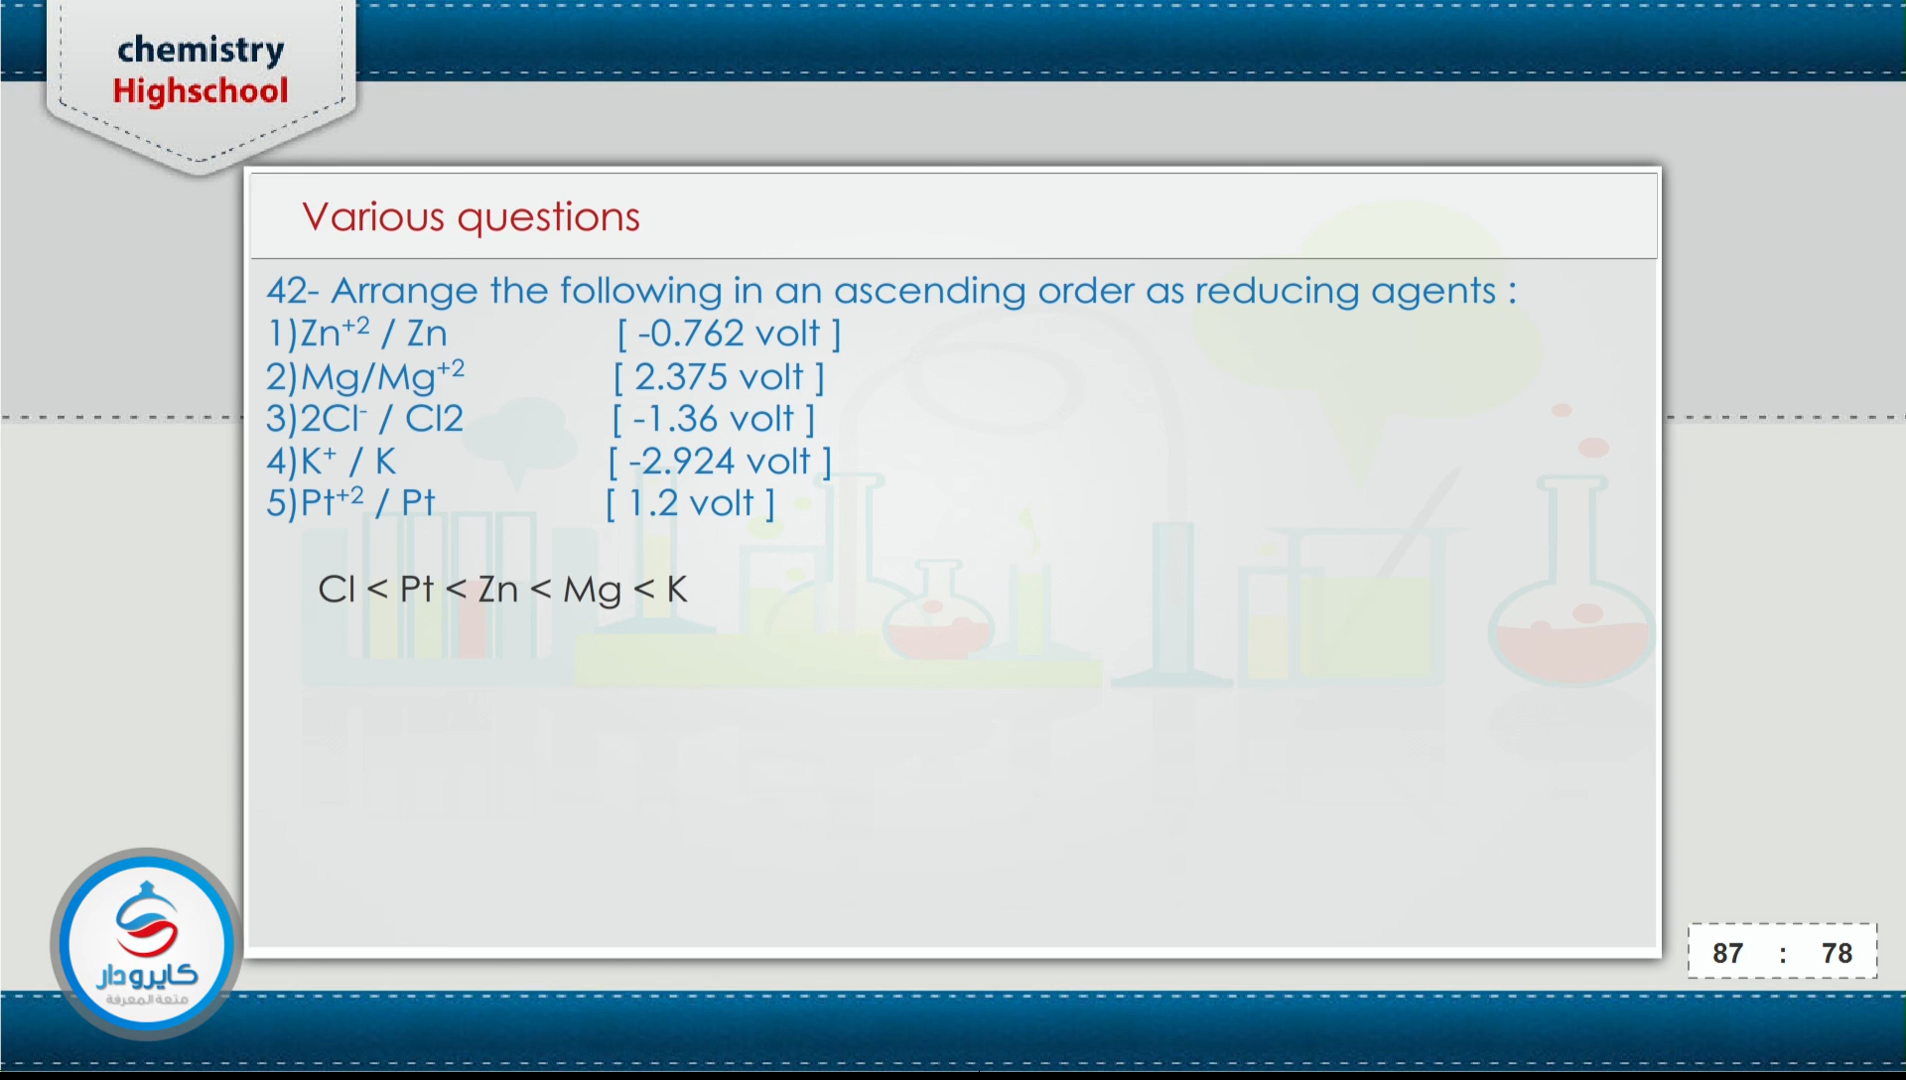 chemistry
Highschool
Various questions
42- Arrange the following in an ascending order as reducing agents :
1)Zn⁺² / Zn [ -0.762 volt ]
2)Mg/Mg⁺² [ 2.375 volt ]
3)2Cl⁻ / Cl2 [ -1.36 volt ]
4)K⁺ / K [ -2.924 volt ]
5)Pt⁺² / Pt [ 1.2 volt ]
Cl < Pt < Zn < Mg < K
كايرودار
متعة المعرفة
87 : 78